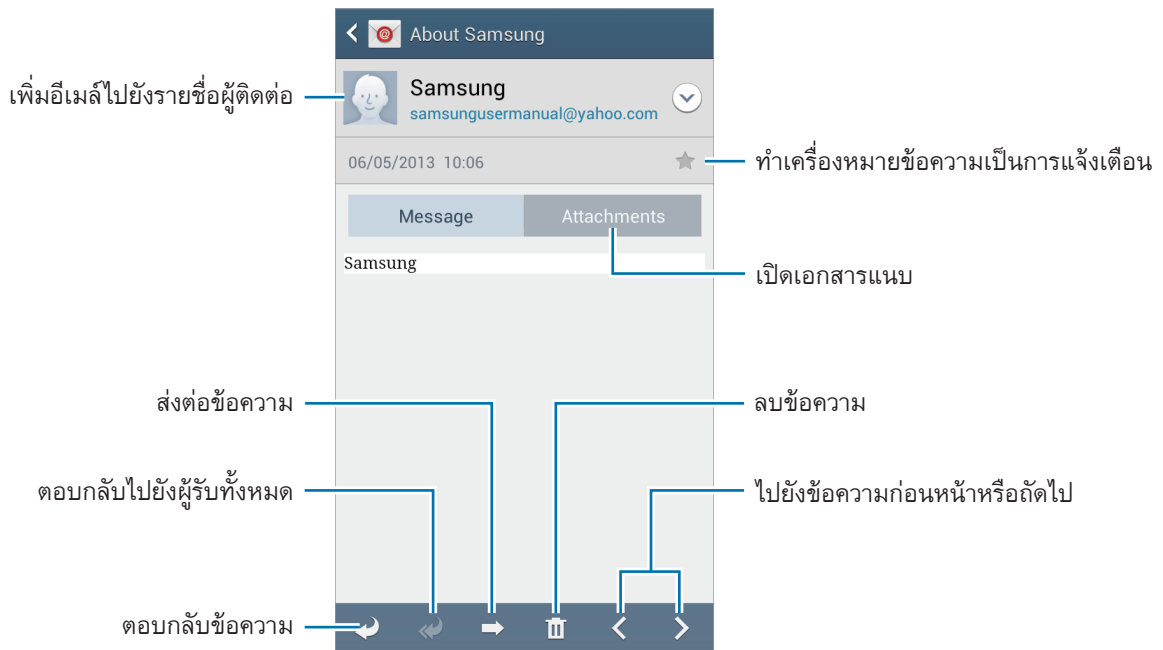 About Samsung
Samsung
เพิ่มอีเมล์ไปยังรายชื่อผู้ติดต่อ
samsungusermanual@yahoo.com
06/05/2013 10:06
ทำเครื่องหมายข้อความเป็นการแจ้งเตือน
Message Attachments
Samsung
เปิดเอกสารแนบ
ส่งต่อข้อความ
ลบข้อความ
ตอบกลับไปยังผู้รับทั้งหมด
ไปยังข้อความก่อนหน้าหรือถัดไป
ตอบกลับข้อความ